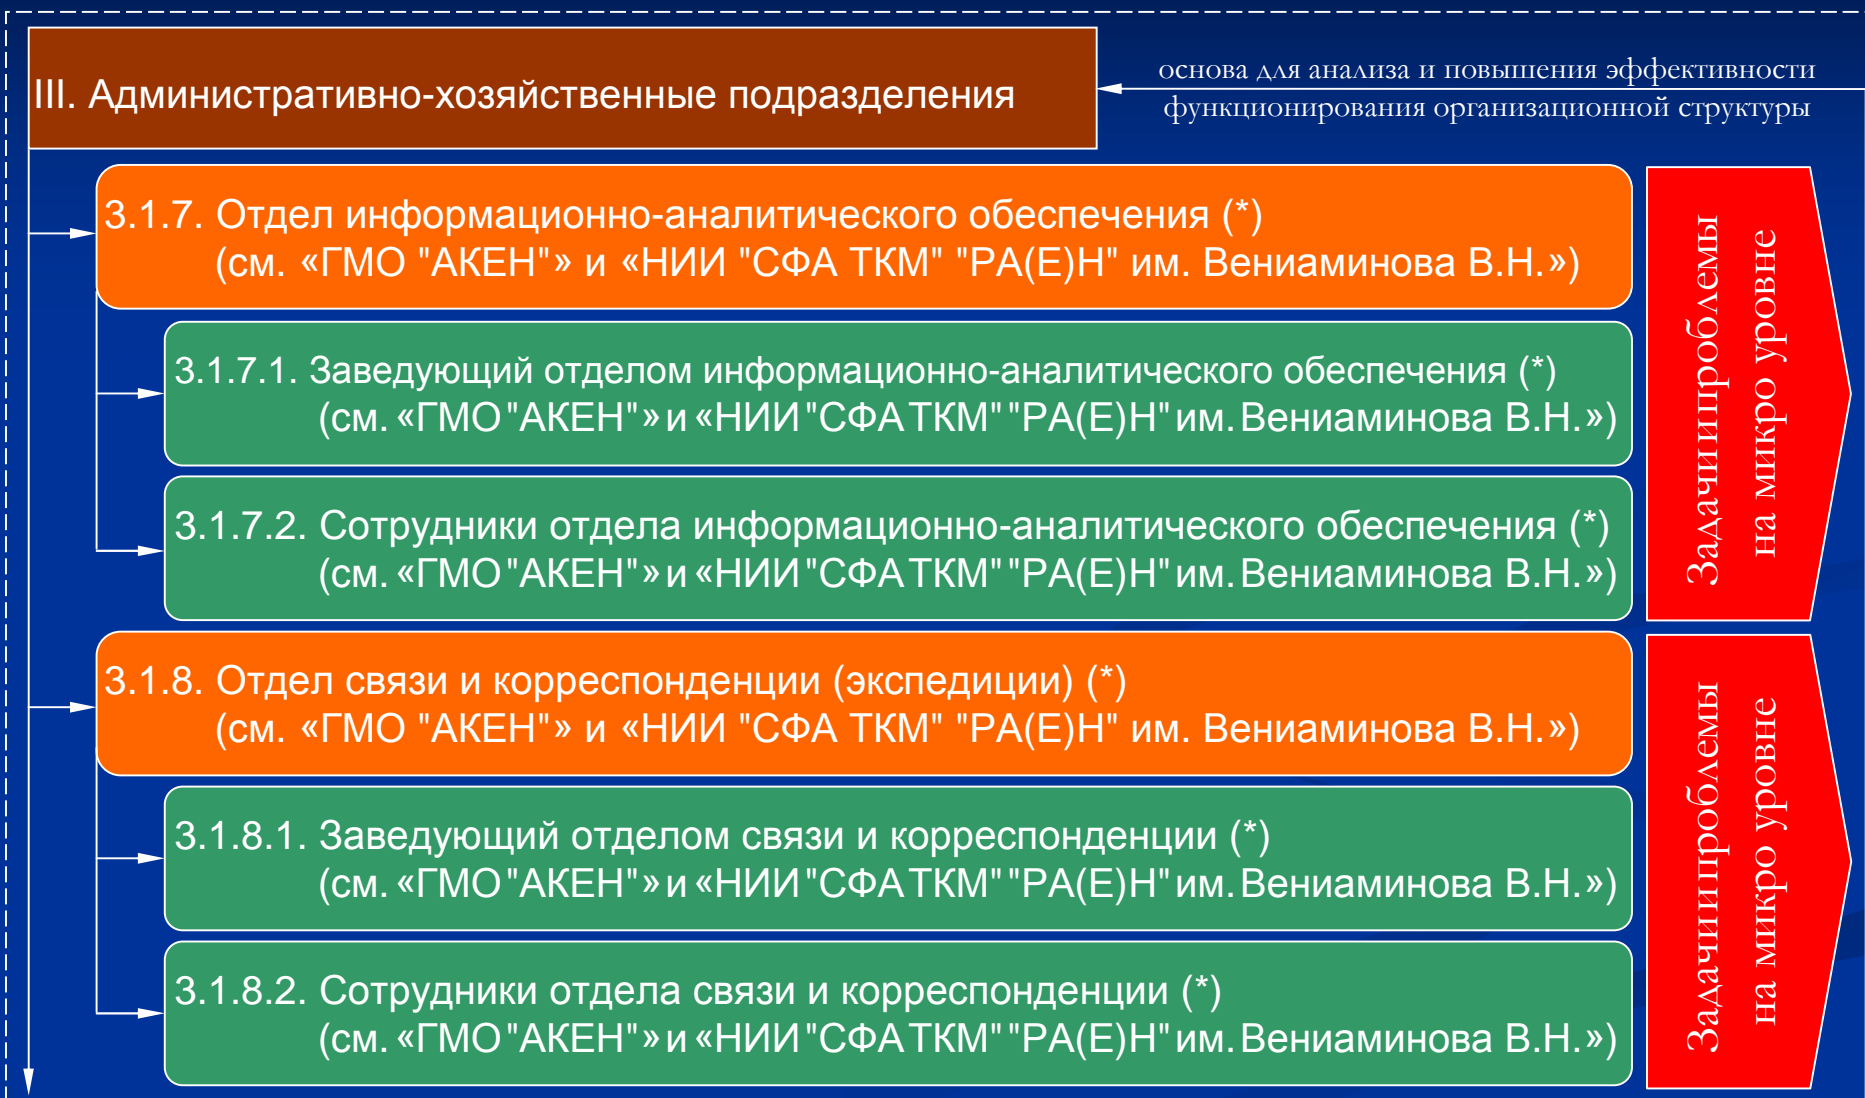 III. Административно-хозяйственные подразделения
основа для анализа и повышения эффективности
функционирования организационной структуры
3.1.7. Отдел информационно-аналитического обеспечения (*)
(см. «ГМО "АКЕН"» и «НИИ "СФА ТКМ" "РА(Е)Н" им. Вениаминова В.Н.»)
3.1.7.1. Заведующий отделом информационно-аналитического обеспечения (*)
(см. «ГМО "АКЕН"» и «НИИ "СФА ТКМ" "РА(Е)Н" им. Вениаминова В.Н.»)
3.1.7.2. Сотрудники отдела информационно-аналитического обеспечения (*)
(см. «ГМО "АКЕН"» и «НИИ "СФА ТКМ" "РА(Е)Н" им. Вениаминова В.Н.»)
Задачи и проблемы
на микро уровне
3.1.8. Отдел связи и корреспонденции (экспедиции) (*)
(см. «ГМО "АКЕН"» и «НИИ "СФА ТКМ" "РА(Е)Н" им. Вениаминова В.Н.»)
3.1.8.1. Заведующий отделом связи и корреспонденции (*)
(см. «ГМО "АКЕН"» и «НИИ "СФА ТКМ" "РА(Е)Н" им. Вениаминова В.Н.»)
3.1.8.2. Сотрудники отдела связи и корреспонденции (*)
(см. «ГМО "АКЕН"» и «НИИ "СФА ТКМ" "РА(Е)Н" им. Вениаминова В.Н.»)
Задачи и проблемы
на микро уровне